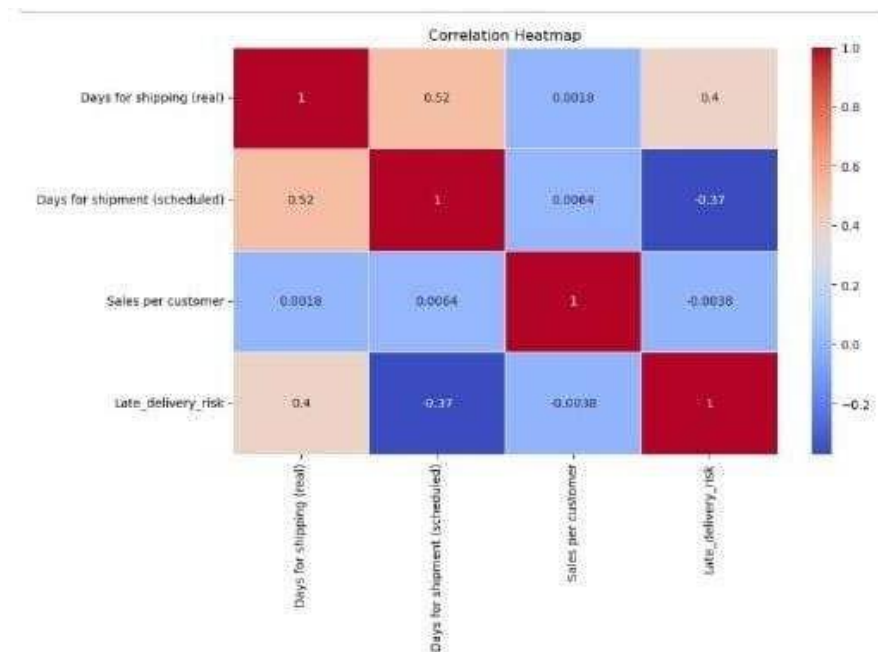 Correlation Heatmap
Days for shipping (real)
1
0.52
0.0018
0.4
Days for shipment (scheduled)
0.52
1
0.0064
-0.37
Sales per customer
0.0018
0.0064
1
-0.0038
Late_delivery_risk
0.4
-0.37
-0.0038
1
1.0
0.8
0.6
0.4
0.2
0.0
−0.2
Days for shipping (real)
Days for shipment (scheduled)
Sales per customer
Late_delivery_risk